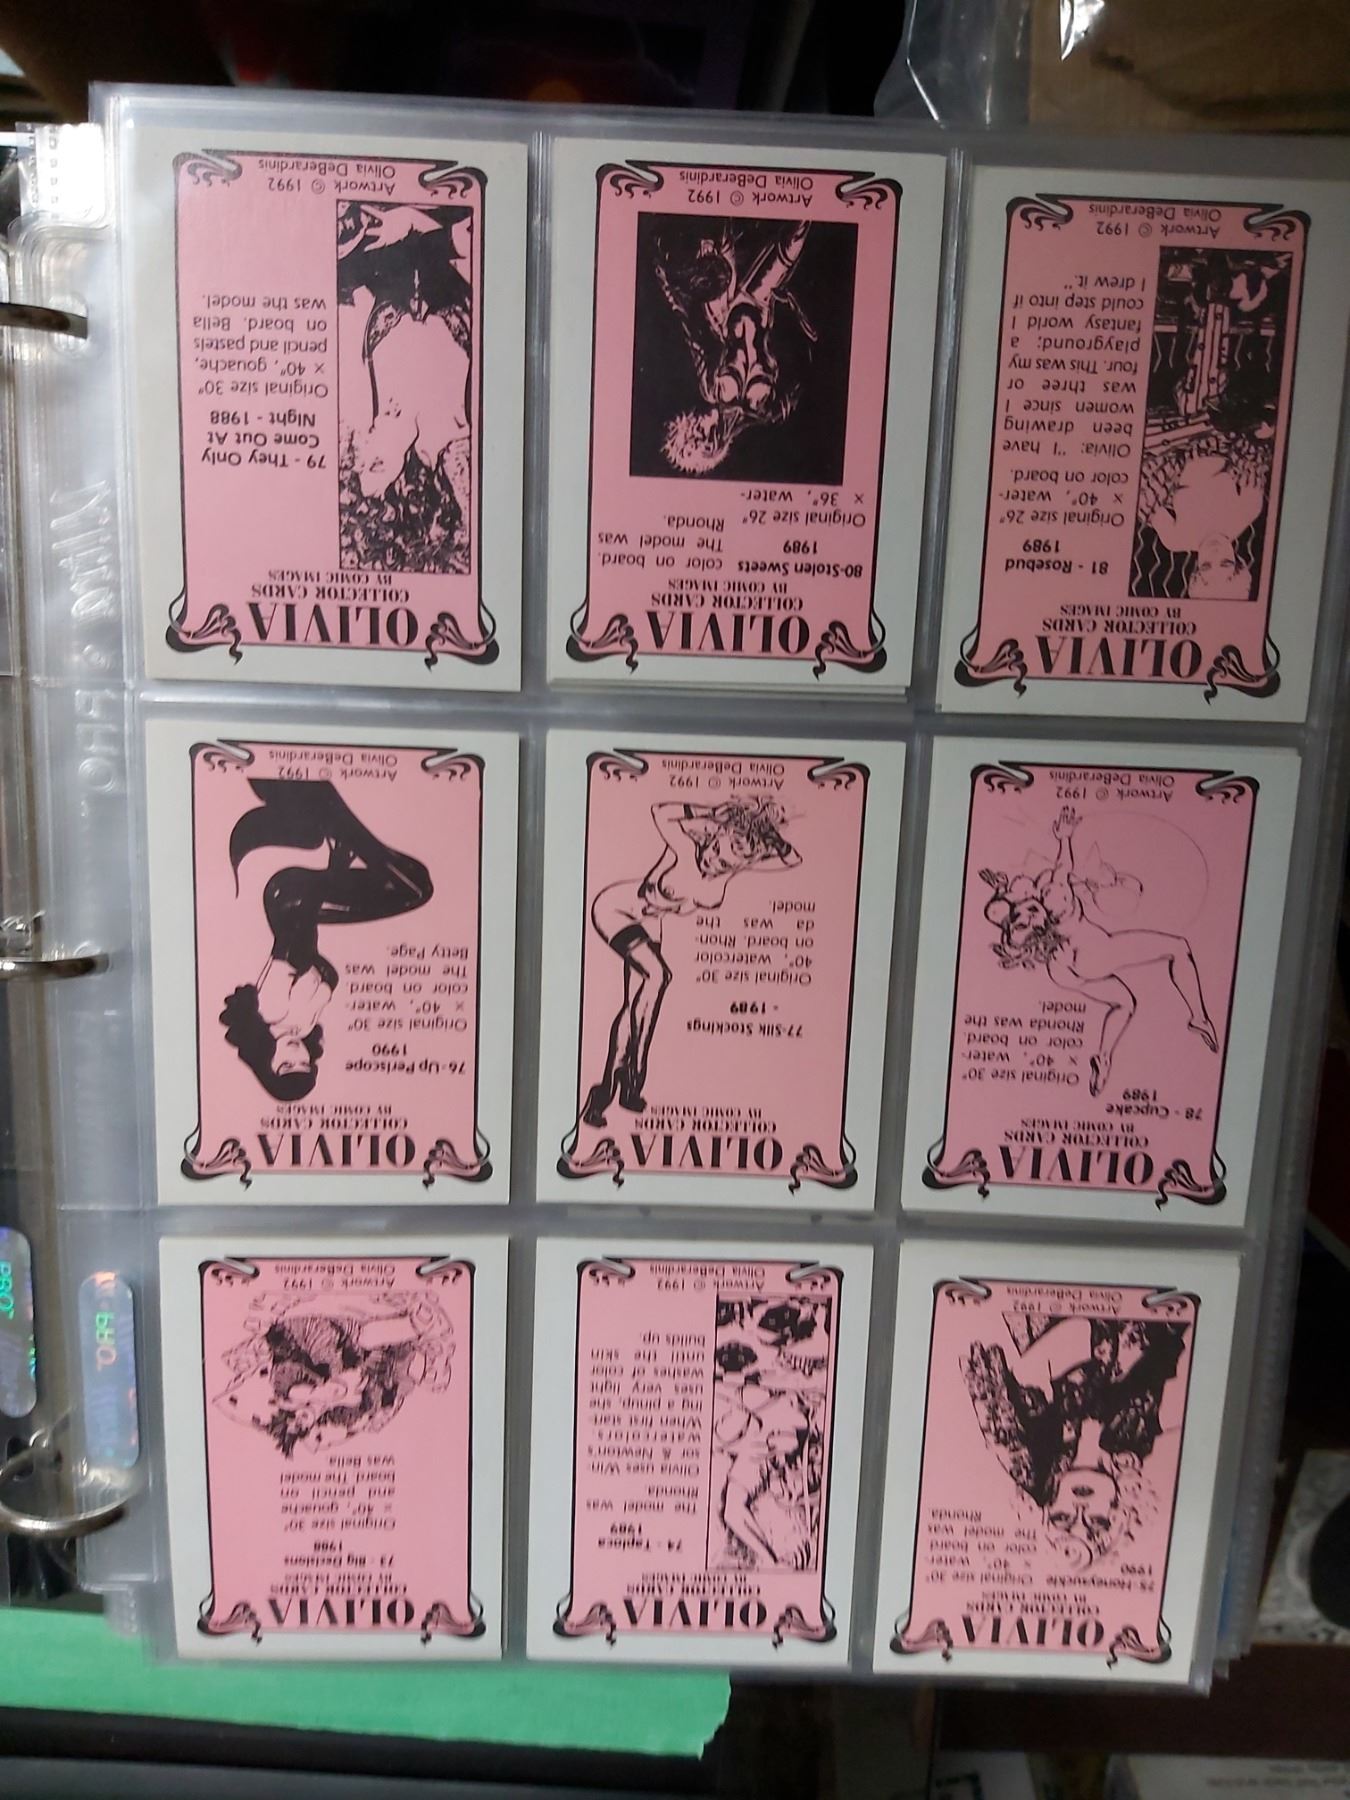 OLIVIA
COLLECTOR CARDS
BY COMIC IMAGES
75-Honeysuckle
1990
Original size 30"
× 40", water-
color on board
The model was
Rhonda
Artwork © 1992
Olivia DeBerardinis
OLIVIA
COLLECTOR CARDS
BY COMIC IMAGES
74 - Tapioca
1989
The model was
Rhonda.
Olivia uses Win-
sor & Newton's
watercolors
When first start-
ing a pinup, she
uses very light
washes of color
until the skin
builds up.
Artwork © 1992
Olivia DeBerardinis
OLIVIA
COLLECTOR CARDS
BY COMIC IMAGES
73 - Big Decisions
1988
Original size 30"
× 40", gouache
and pencil on
board The model
was Bella
Artwork © 1992
Olivia DeBerardinis
OLIVIA
COLLECTOR CARDS
BY COMIC IMAGES
78 - Cupcake
1989
Original size 30"
× 40", water-
color on board.
Rhonda was the
model.
Artwork © 1992
Olivia DeBerardinis
OLIVIA
COLLECTOR CARDS
BY COMIC IMAGES
77-Silk Stockings
- 1989
Original size 30"
40", watercolor
on board. Rhon-
da was the
model.
Artwork © 1992
Olivia DeBerardinis
OLIVIA
COLLECTOR CARDS
BY COMIC IMAGES
76-Up Periscope
1990
Original size 30"
× 40", water-
color on board.
The model was
Betty Page.
Artwork © 1992
Olivia DeBerardinis
OLIVIA
COLLECTOR CARDS
BY COMIC IMAGES
81 - Rosebud
1989
Original size 26"
× 40", water-
color on board.
Olivia: "I have
been drawing
women since I
was three or
four. This was my
playground; a
fantasy world I
could step into if
I drew it."
Artwork © 1992
Olivia DeBerardinis
OLIVIA
COLLECTOR CARDS
BY COMIC IMAGES
80-Stolen Sweets
1989
Original size 26"
× 36", water-
color on board.
The model was
Rhonda.
Artwork © 1992
Olivia DeBerardinis
OLIVIA
COLLECTOR CARDS
BY COMIC IMAGES
79 - They Only
Come Out At
Night - 1988
Original size 30"
× 40", gouache,
pencil and pastels
on board. Bella
was the model.
Artwork © 1992
Olivia DeBerardinis